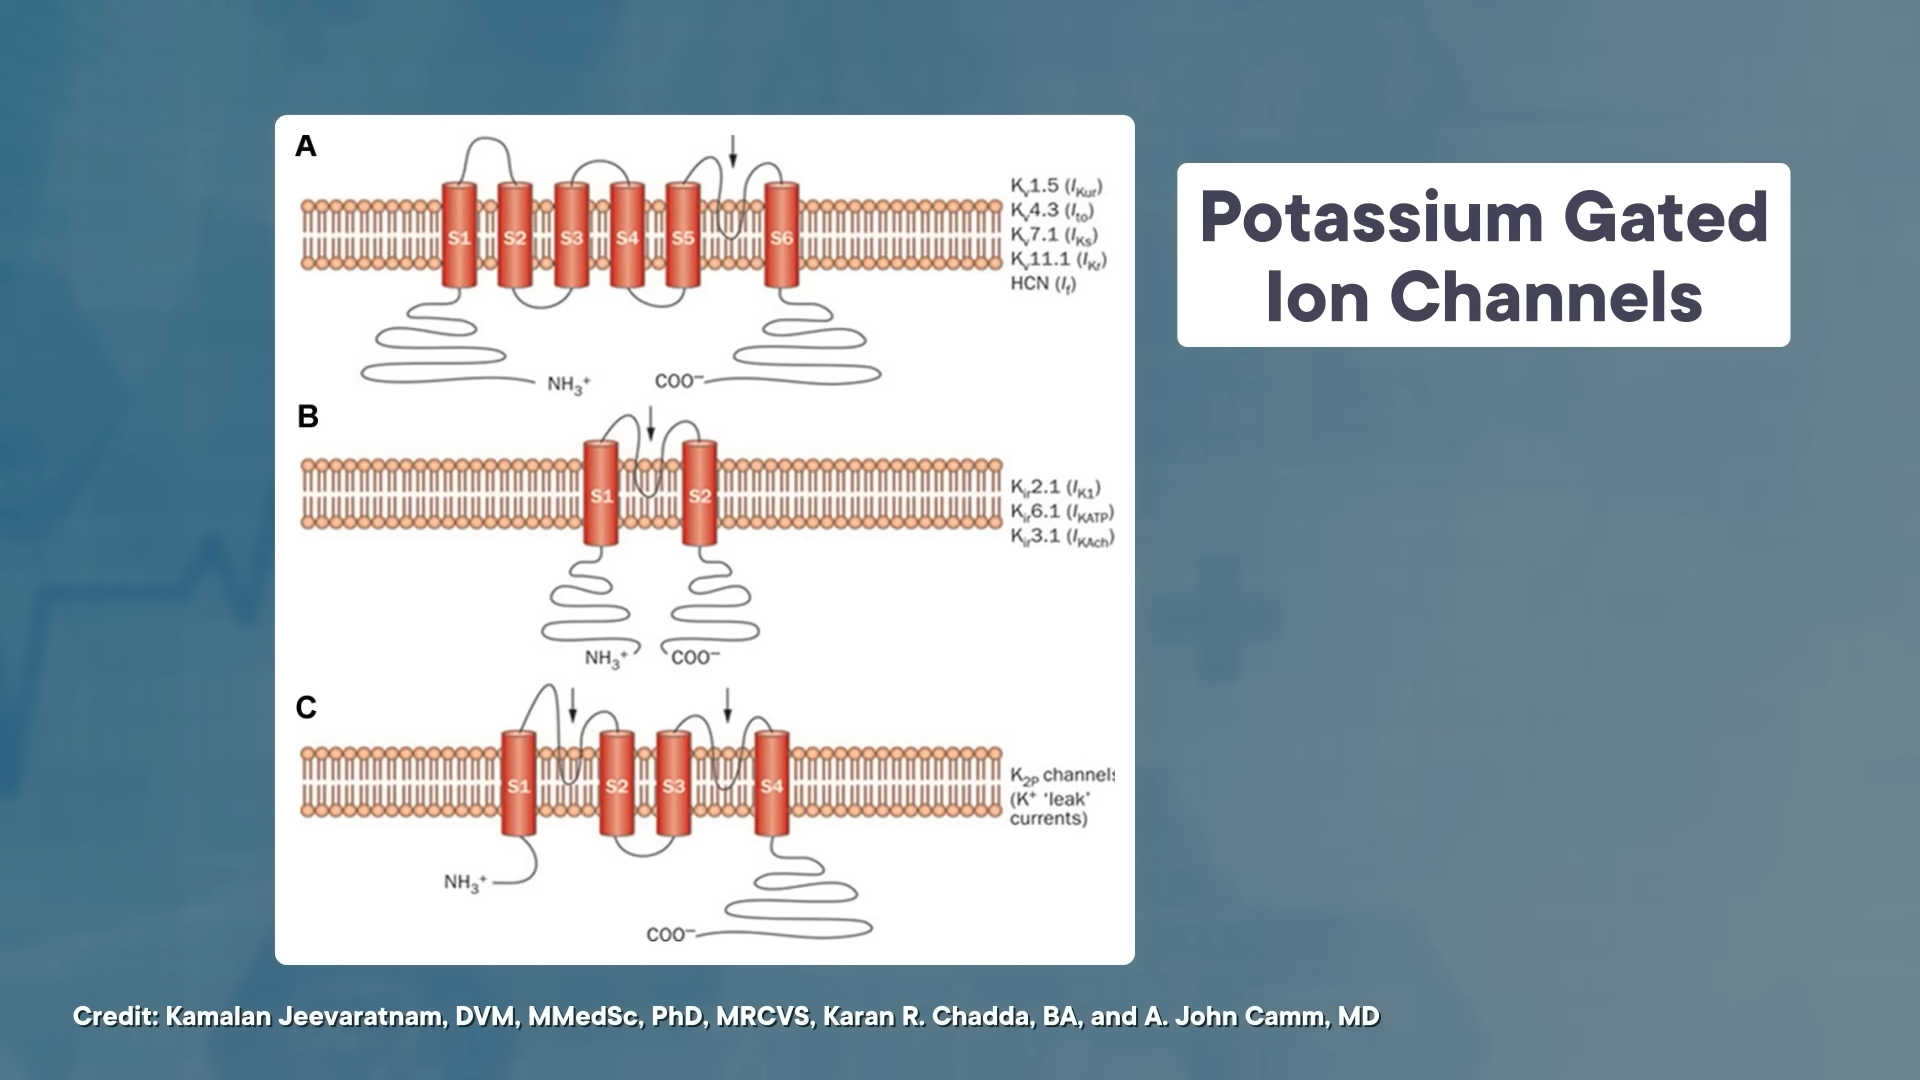 Potassium Gated
Ion Channels
A
S1 S2 S3 S4 S5 S6
Kv1.5 (IKur)
Kv4.3 (Ito)
Kv7.1 (IKs)
Kv11.1 (IKr)
HCN (If)
NH3+ COO−
B
S1 S2
Kir2.1 (IK1)
Kir6.1 (IKATP)
Kir3.1 (IKAch)
NH3+ COO−
C
S1 S2 S3 S4
K2P channels
(K+ ‘leak’
currents)
NH3+
COO−
Credit: Kamalan Jeevaratnam, DVM, MMedSc, PhD, MRCVS, Karan R. Chadda, BA, and A. John Camm, MD